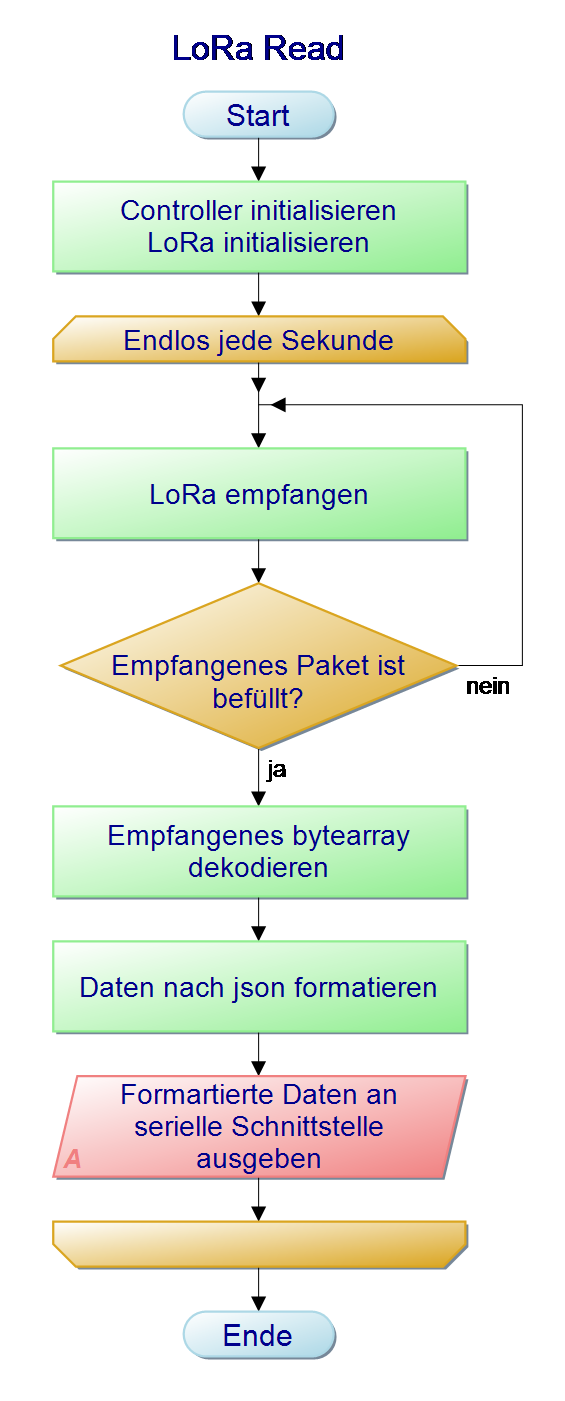 LoRa Read
Start
Controller initialisieren
LoRa initialisieren
Endlos jede Sekunde
LoRa empfangen
Empfangenes Paket ist
befüllt?
nein
ja
Empfangenes bytearray
dekodieren
Daten nach json formatieren
Formartierte Daten an
serielle Schnittstelle
ausgeben
A
Ende